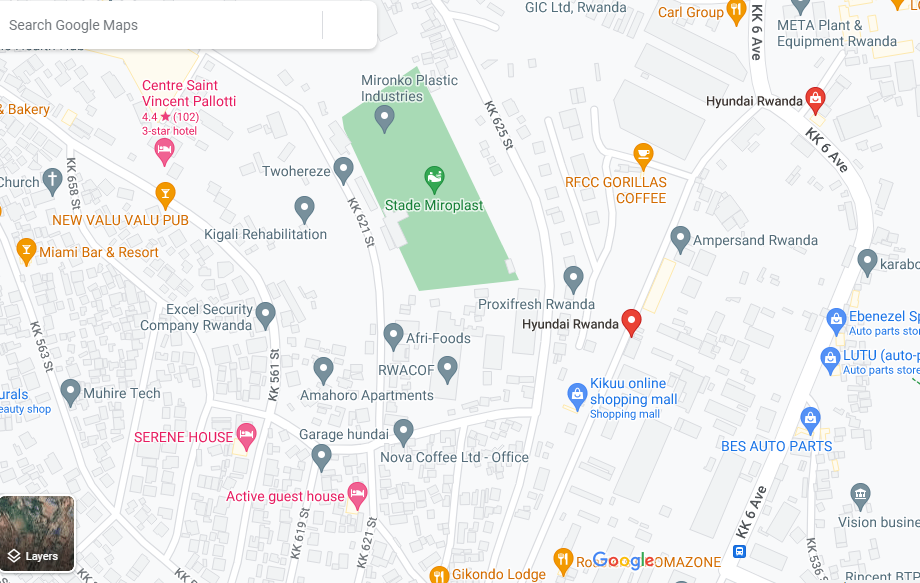 Search Google Maps
GIC Ltd, Rwanda
Carl Group
KK 6 Ave
META Plant &
Equipment Rwanda
Centre Saint
Vincent Pallotti
4.4 ★ (102)
3-star hotel
Mironko Plastic
Industries
Hyundai Rwanda
& Bakery
KK 625 St
KK 6 Ave
KK 658 St
Church
Twohereze
RFCC GORILLAS
COFFEE
Stade Miroplast
NEW VALU VALU PUB
Kigali Rehabilitation
KK 621 St
Miami Bar & Resort
Ampersand Rwanda
karabo
Excel Security
Company Rwanda
Proxifresh Rwanda
Hyundai Rwanda
Ebenezel Sp
Auto parts stor
KK 563 St
Afri-Foods
LUTU (auto-p
Auto parts store
KK 561 St
RWACOF
Amahoro Apartments
Kikuu online
shopping mall
Shopping mall
urals
eauty shop
Muhire Tech
SERENE HOUSE
Garage hundai
BES AUTO PARTS
Nova Coffee Ltd - Office
Active guest house
KK 619 St
KK 621 St
KK 6 Ave
Vision busine
KK 536
Layers
Google
OMAZONE
Gikondo Lodge
Rincent BTP